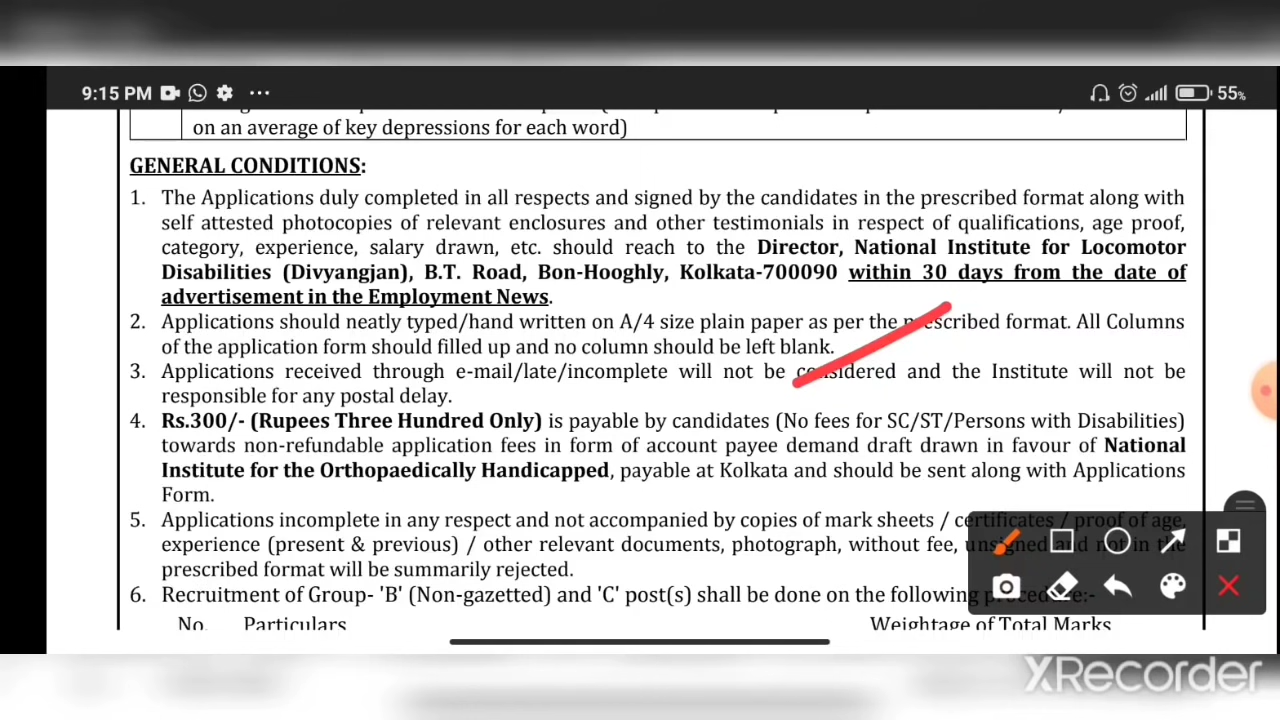 9:15 PM ... 55%
on an average of key depressions for each word)
GENERAL CONDITIONS:
1. The Applications duly completed in all respects and signed by the candidates in the prescribed format along with
self attested photocopies of relevant enclosures and other testimonials in respect of qualifications, age proof,
category, experience, salary drawn, etc. should reach to the Director, National Institute for Locomotor
Disabilities (Divyangjan), B.T. Road, Bon-Hooghly, Kolkata-700090 within 30 days from the date of
advertisement in the Employment News.
2. Applications should neatly typed/hand written on A/4 size plain paper as per the prescribed format. All Columns
of the application form should filled up and no column should be left blank.
3. Applications received through e-mail/late/incomplete will not be considered and the Institute will not be
responsible for any postal delay.
4. Rs.300/- (Rupees Three Hundred Only) is payable by candidates (No fees for SC/ST/Persons with Disabilities)
towards non-refundable application fees in form of account payee demand draft drawn in favour of National
Institute for the Orthopaedically Handicapped, payable at Kolkata and should be sent along with Applications
Form.
5. Applications incomplete in any respect and not accompanied by copies of mark sheets / certificates / proof of age,
experience (present & previous) / other relevant documents, photograph, without fee, unsigned and not in the
prescribed format will be summarily rejected.
6. Recruitment of Group- 'B' (Non-gazetted) and 'C' post(s) shall be done on the following procedure:-
No. Particulars Weightage of Total Marks
XRecorder